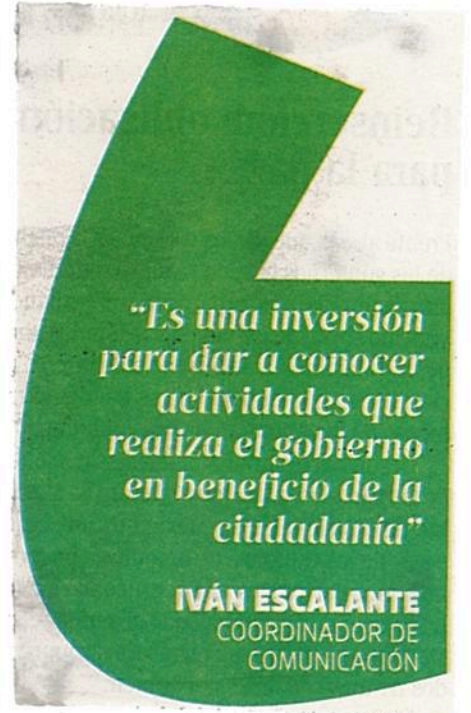 “Es una inversión
para dar a conocer
actividades que
realiza el gobierno
en beneficio de la
ciudadanía”
IVÁN ESCALANTE
COORDINADOR DE
COMUNICACIÓN